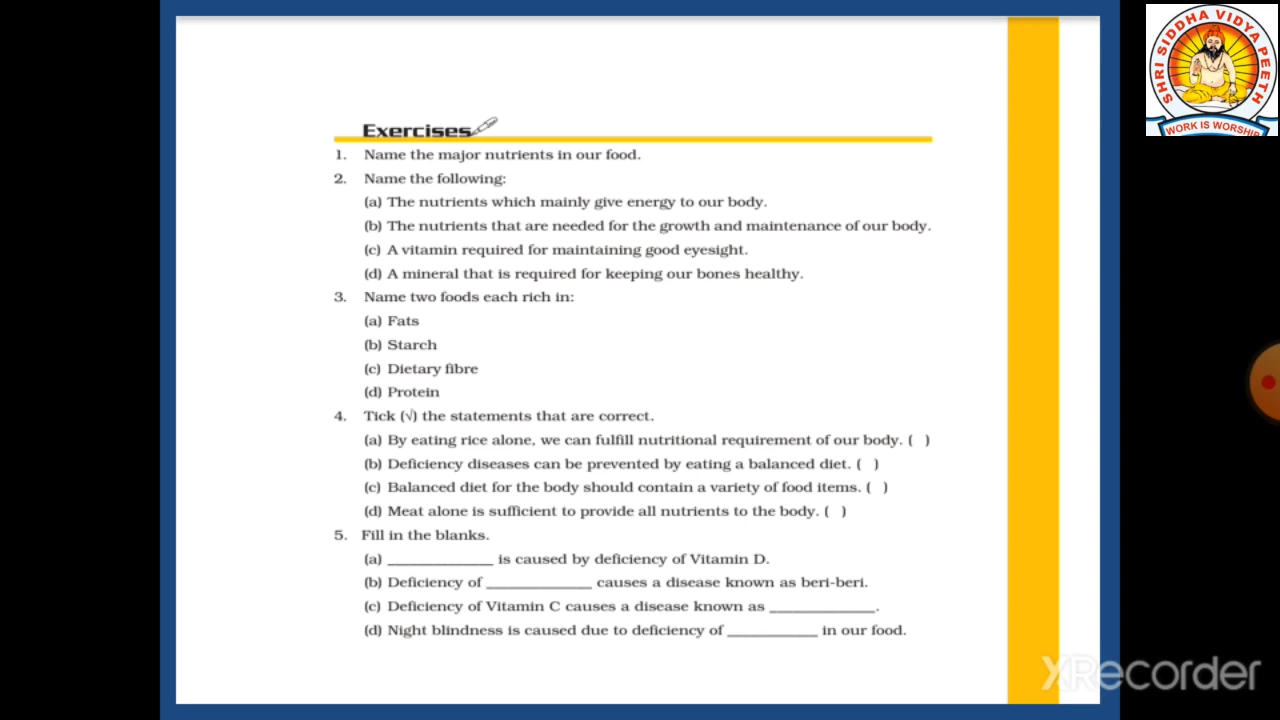 SHRI SIDDHA VIDYA PEETH
WORK IS WORSHIP
Exercises
1. Name the major nutrients in our food.
2. Name the following:
(a) The nutrients which mainly give energy to our body.
(b) The nutrients that are needed for the growth and maintenance of our body.
(c) A vitamin required for maintaining good eyesight.
(d) A mineral that is required for keeping our bones healthy.
3. Name two foods each rich in:
(a) Fats
(b) Starch
(c) Dietary fibre
(d) Protein
4. Tick (√) the statements that are correct.
(a) By eating rice alone, we can fulfill nutritional requirement of our body. ( )
(b) Deficiency diseases can be prevented by eating a balanced diet. ( )
(c) Balanced diet for the body should contain a variety of food items. ( )
(d) Meat alone is sufficient to provide all nutrients to the body. ( )
5. Fill in the blanks.
(a) ______________ is caused by deficiency of Vitamin D.
(b) Deficiency of ______________ causes a disease known as beri-beri.
(c) Deficiency of Vitamin C causes a disease known as ______________.
(d) Night blindness is caused due to deficiency of ____________ in our food.
XRecorder